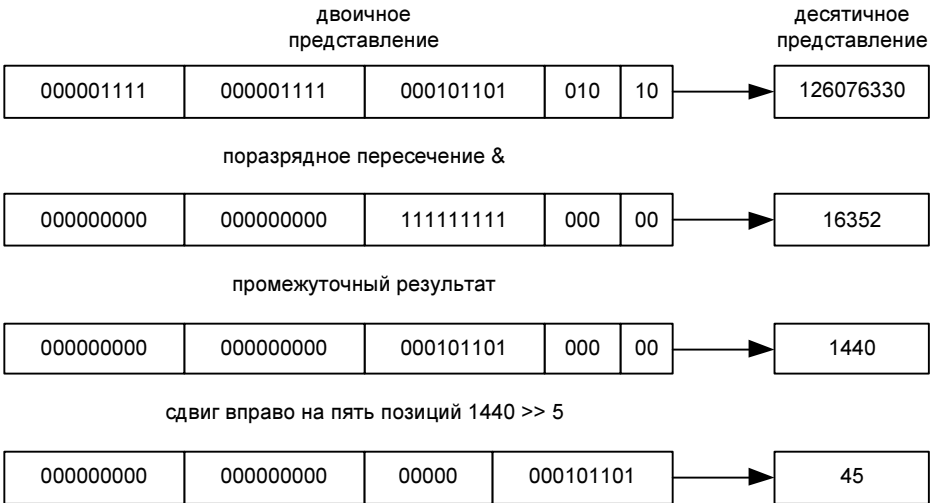 двоичное представление десятичное представление
000001111 000001111 000101101 010 10 126076330
поразрядное пересечение &
000000000 000000000 111111111 000 00 16352
промежуточный результат
000000000 000000000 000101101 000 00 1440
сдвиг вправо на пять позиций 1440 >> 5
000000000 000000000 00000 000101101 45